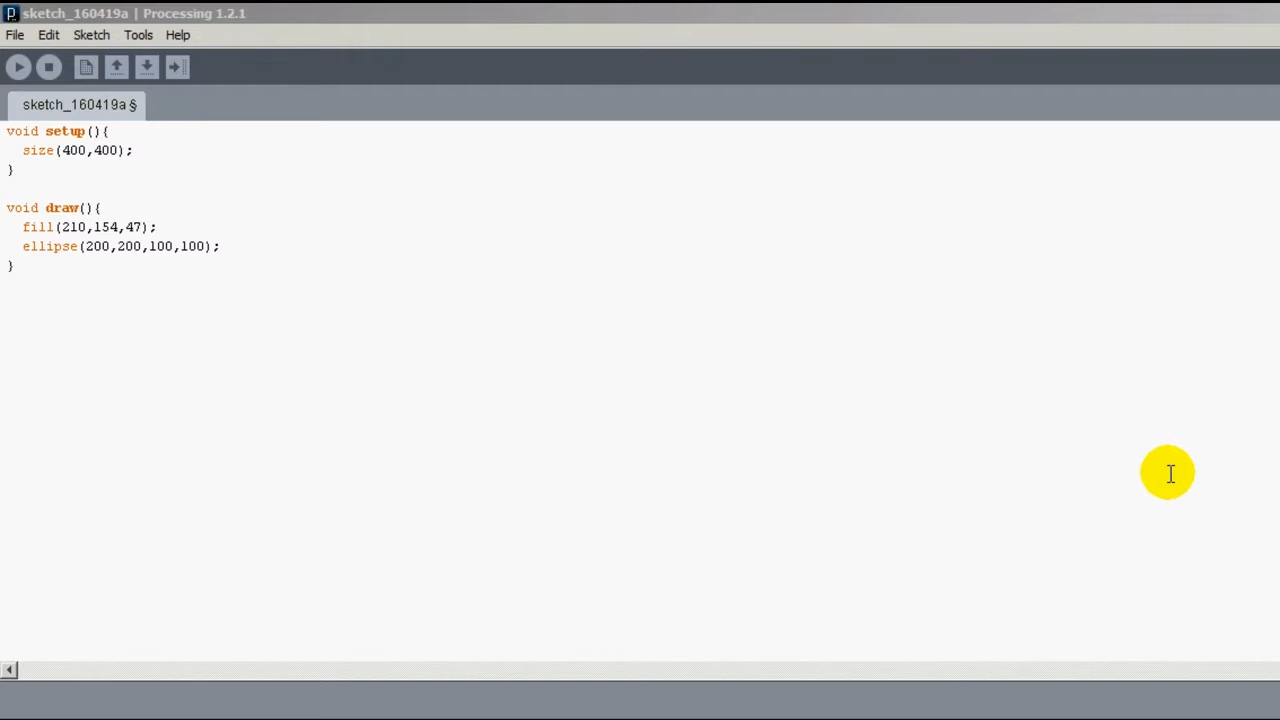 sketch_160419a | Processing 1.2.1
File Edit Sketch Tools Help
sketch_160419a §
void setup(){
  size(400,400);
}
void draw(){
  fill(210,154,47);
  ellipse(200,200,100,100);
}